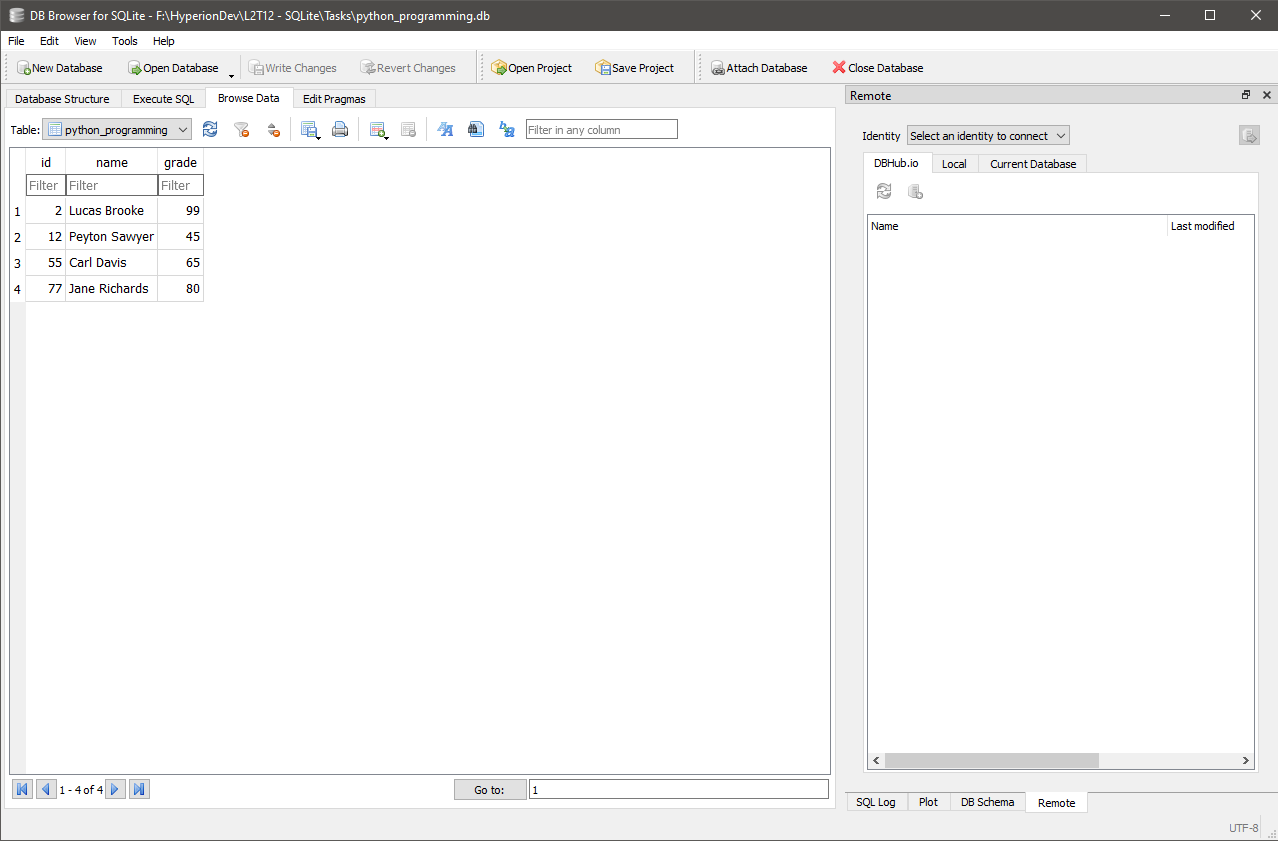 DB Browser for SQLite - F:\HyperionDev\L2T12 - SQLite\Tasks\python_programming.db
File Edit View Tools Help
New Database Open Database Write Changes Revert Changes Open Project Save Project Attach Database Close Database
Database Structure Execute SQL Browse Data Edit Pragmas
Table: python_programming Filter in any column
id name grade
Filter Filter Filter
1 2 Lucas Brooke 99
2 12 Peyton Sawyer 45
3 55 Carl Davis 65
4 77 Jane Richards 80
1 - 4 of 4 Go to: 1
Remote
Identity Select an identity to connect
DBHub.io Local Current Database
Name Last modified
SQL Log Plot DB Schema Remote
UTF-8